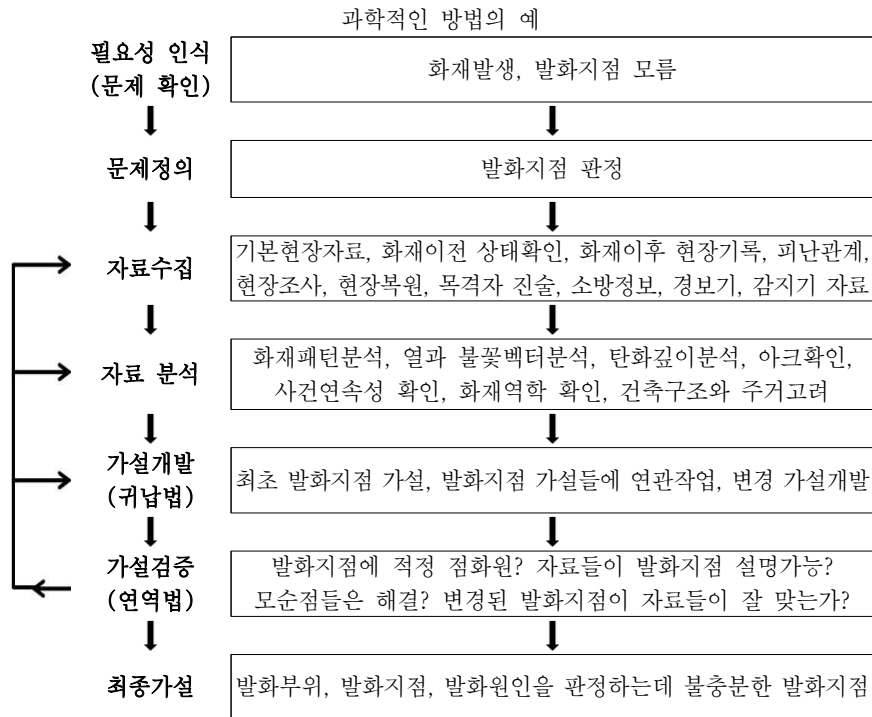 과학적인 방법의 예
필요성 인식
(문제 확인)
화재발생, 발화지점 모름
문제정의
발화지점 판정
자료수집
기본현장자료, 화재이전 상태확인, 화재이후 현장기록, 피난관계,
현장조사, 현장복원, 목격자 진술, 소방정보, 경보기, 감지기 자료
자료 분석
화재패턴분석, 열과 불꽃벡터분석, 탄화깊이분석, 아크확인,
사건연속성 확인, 화재역학 확인, 건축구조와 주거고려
가설개발
(귀납법)
최초 발화지점 가설, 발화지점 가설들에 연관작업, 변경 가설개발
가설검증
(연역법)
발화지점에 적정 점화원? 자료들이 발화지점 설명가능?
모순점들은 해결? 변경된 발화지점이 자료들이 잘 맞는가?
최종가설
발화부위, 발화지점, 발화원인을 판정하는데 불충분한 발화지점